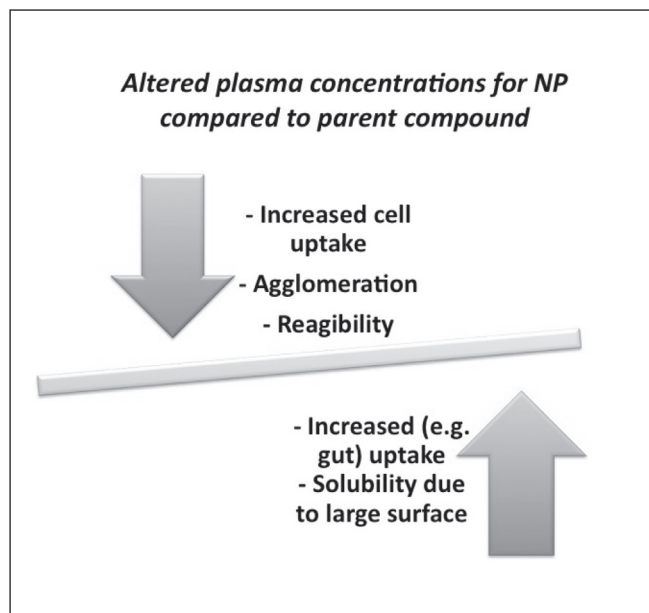 Altered plasma concentrations for NP
compared to parent compound
- Increased cell
uptake
- Agglomeration
- Reagibility
- Increased (e.g.
gut) uptake
- Solubility due
to large surface